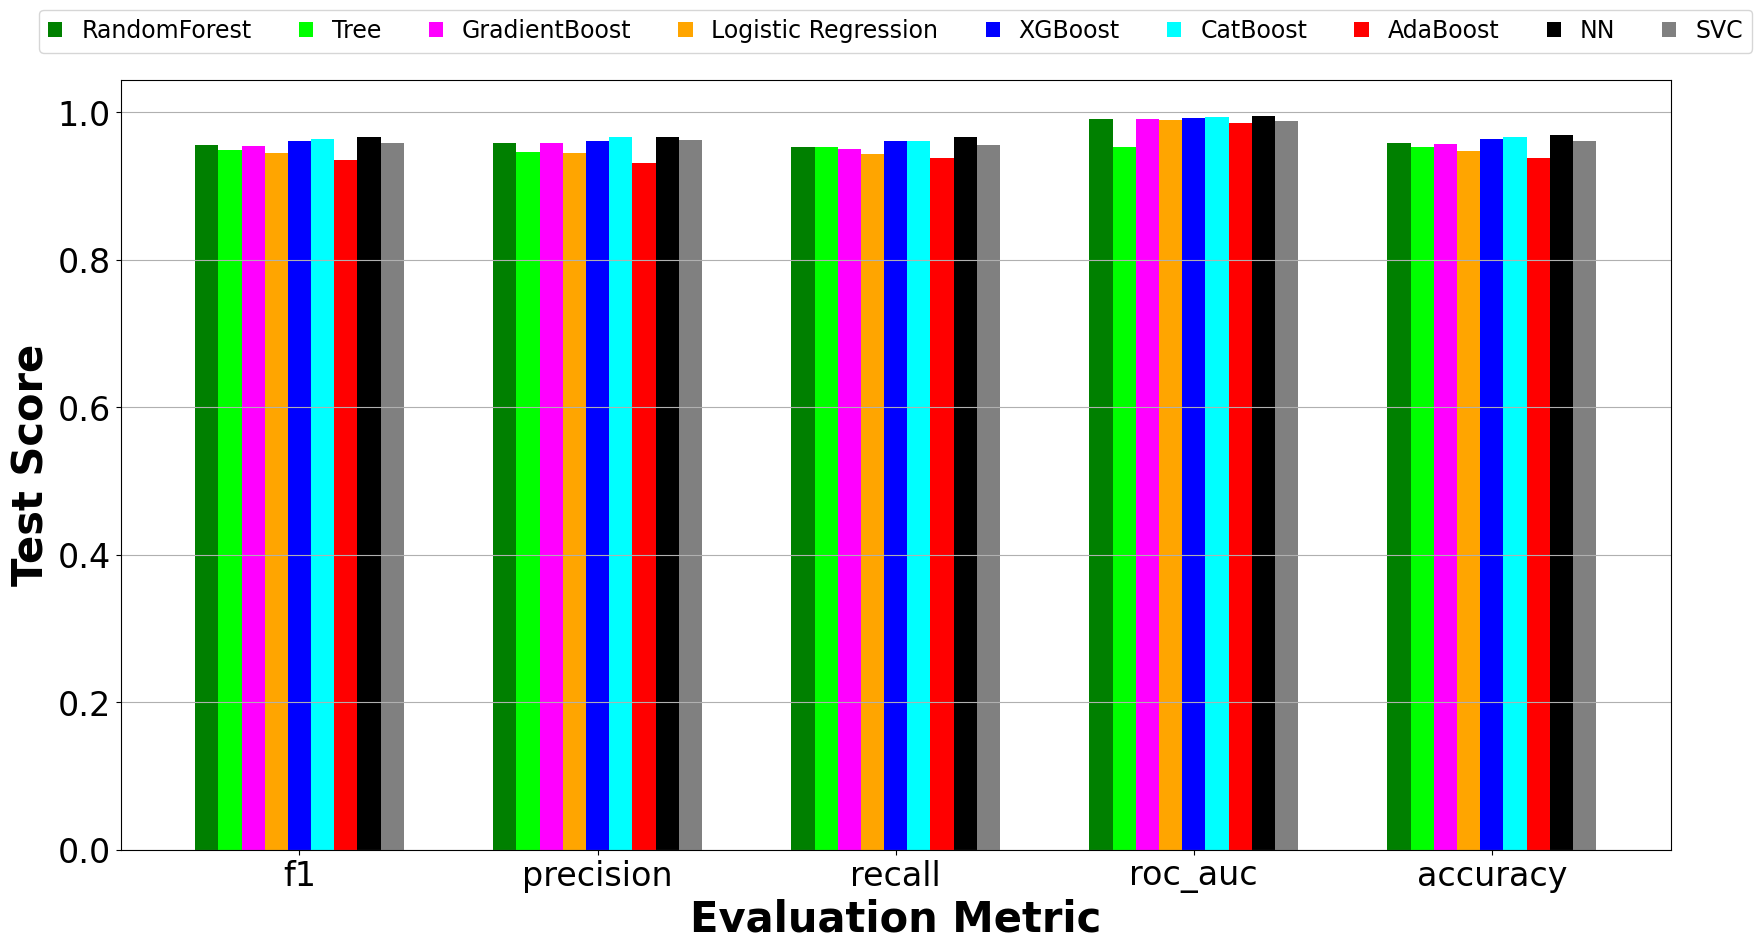 RandomForest Tree GradientBoost Logistic Regression XGBoost CatBoost AdaBoost NN SVC
1.0
0.8
0.6
0.4
0.2
0.0
Test Score
f1 precision recall roc_auc accuracy
Evaluation Metric